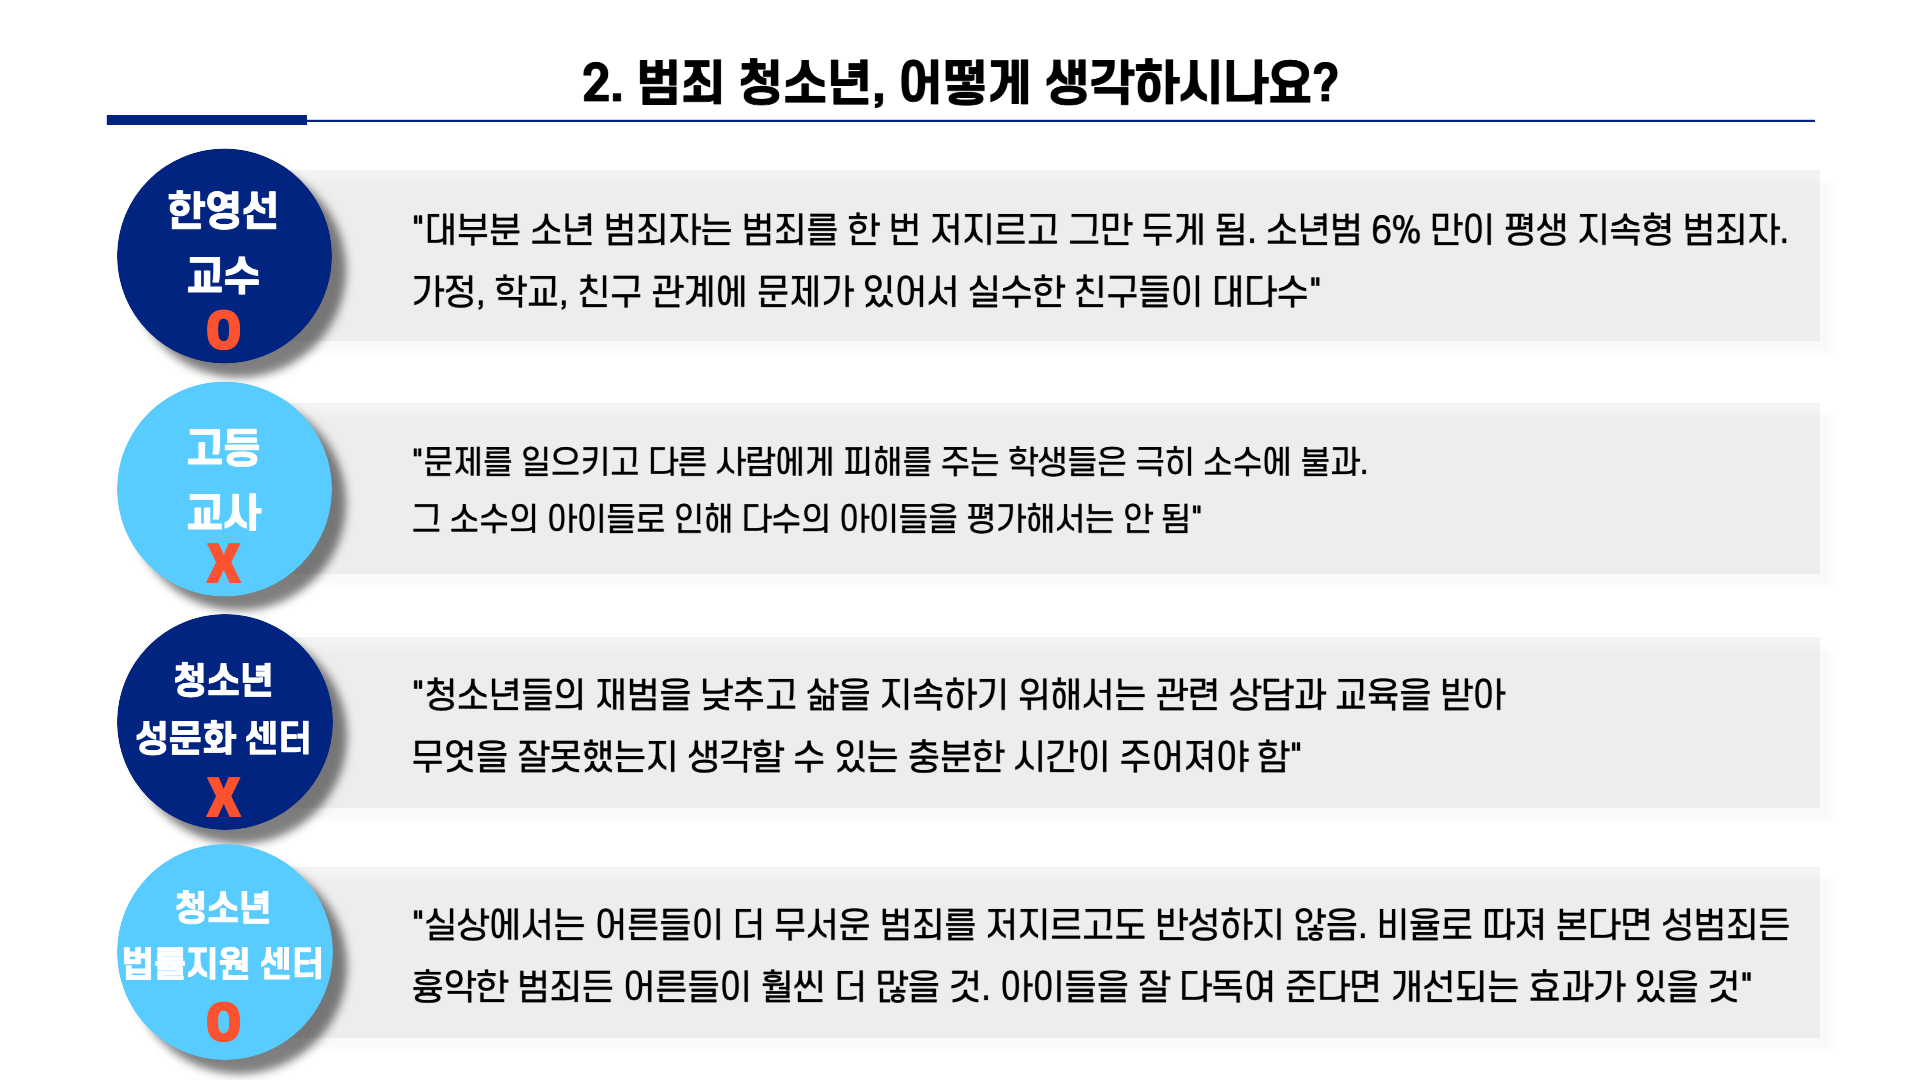 2. 범죄 청소년, 어떻게 생각하시나요?
한영선
교수
O
"대부분 소년 범죄자는 범죄를 한 번 저지르고 그만 두게 됨. 소년범 6% 만이 평생 지속형 범죄자.
가정, 학교, 친구 관계에 문제가 있어서 실수한 친구들이 대다수"
고등
교사
X
"문제를 일으키고 다른 사람에게 피해를 주는 학생들은 극히 소수에 불과.
그 소수의 아이들로 인해 다수의 아이들을 평가해서는 안 됨"
청소년
성문화 센터
X
"청소년들의 재범을 낮추고 삶을 지속하기 위해서는 관련 상담과 교육을 받아
무엇을 잘못했는지 생각할 수 있는 충분한 시간이 주어져야 함"
청소년
법률지원 센터
O
"실상에서는 어른들이 더 무서운 범죄를 저지르고도 반성하지 않음. 비율로 따져 본다면 성범죄든
흉악한 범죄든 어른들이 훨씬 더 많을 것. 아이들을 잘 다독여 준다면 개선되는 효과가 있을 것"